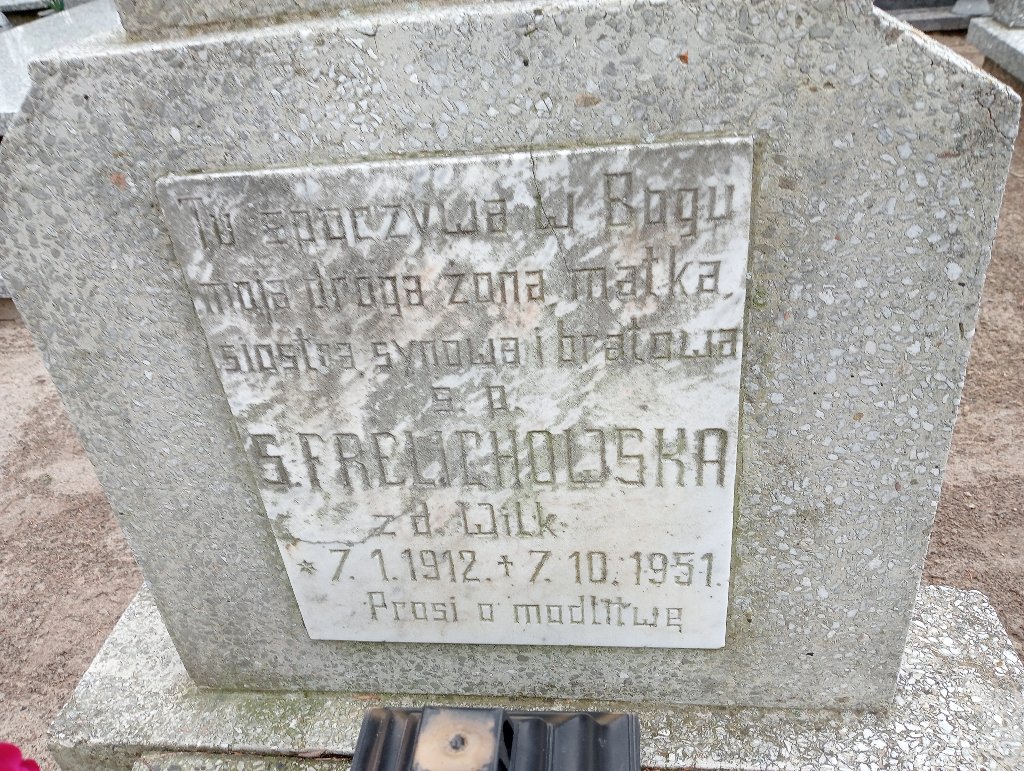 Tu spoczywa w Bogu
moja droga żona, matka,
siostra, synowa i bratowa
ś. p.
S. FRELICHOWSKA
z d. Wilk
* 7. 1. 1912. + 7. 10. 1951.
Prosi o modlitwę